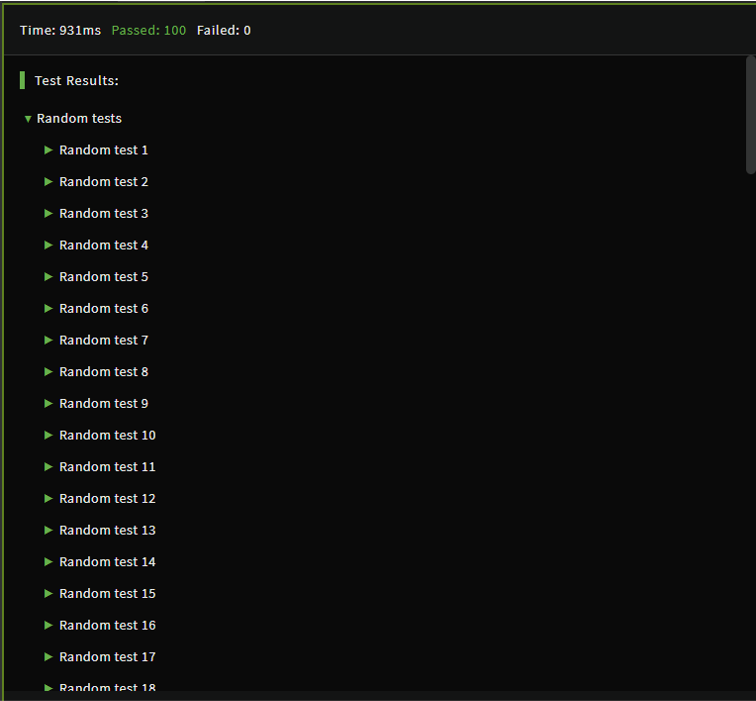 Time: 931ms Passed: 100 Failed: 0
Test Results:
Random tests
Random test 1
Random test 2
Random test 3
Random test 4
Random test 5
Random test 6
Random test 7
Random test 8
Random test 9
Random test 10
Random test 11
Random test 12
Random test 13
Random test 14
Random test 15
Random test 16
Random test 17
Random test 18